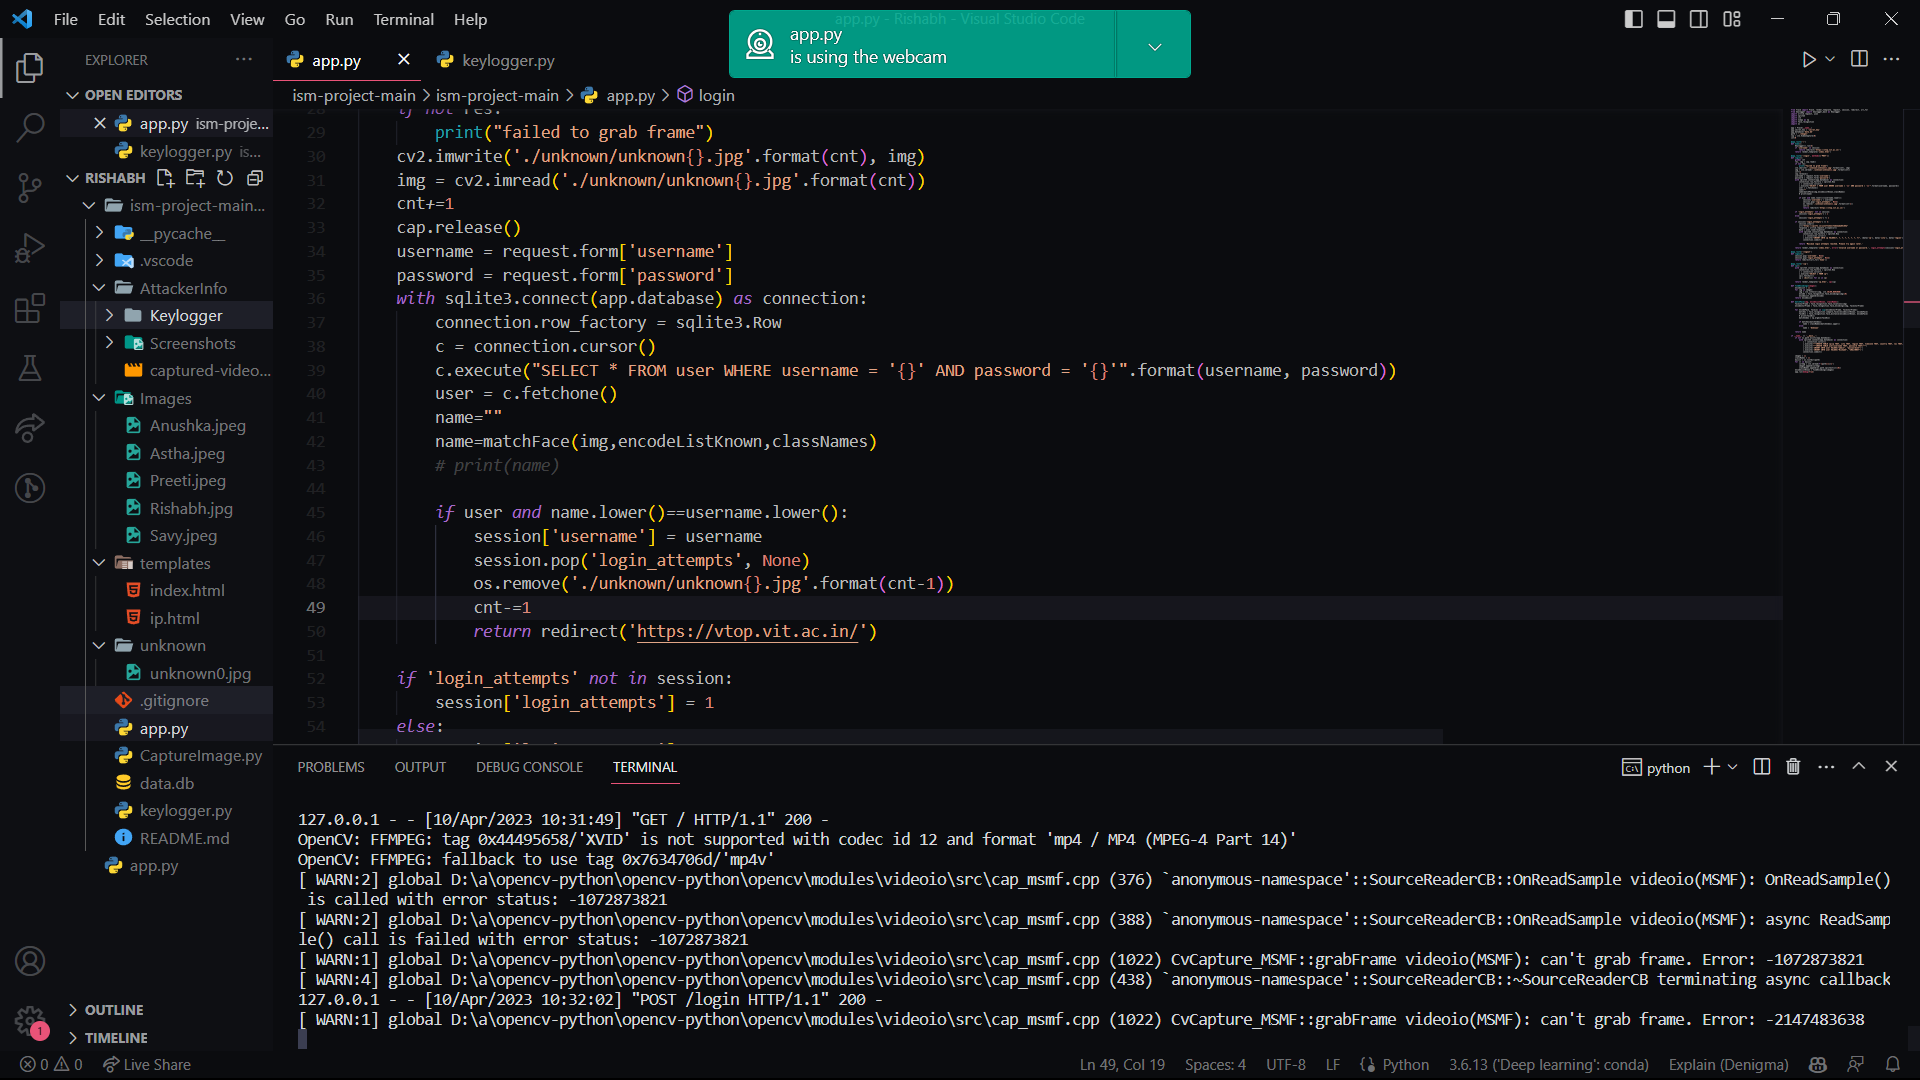 File Edit Selection View Go Run Terminal Help
app.py - Rishabh - Visual Studio Code
app.py
is using the webcam
EXPLORER
app.py
keylogger.py
OPEN EDITORS
app.py ism-proje...
keylogger.py is...
RISHABH
ism-project-main...
__pycache__
.vscode
AttackerInfo
Keylogger
Screenshots
captured-video...
Images
Anushka.jpeg
Astha.jpeg
Preeti.jpeg
Rishabh.jpg
Savy.jpeg
templates
index.html
ip.html
unknown
unknown0.jpg
.gitignore
app.py
CaptureImage.py
data.db
keylogger.py
README.md
app.py
OUTLINE
TIMELINE
ism-project-main > ism-project-main > app.py > login
28 if not res:
29 print("failed to grab frame")
30 cv2.imwrite('./unknown/unknown{}.jpg'.format(cnt), img)
31 img = cv2.imread('./unknown/unknown{}.jpg'.format(cnt))
32 cnt+=1
33 cap.release()
34 username = request.form['username']
35 password = request.form['password']
36 with sqlite3.connect(app.database) as connection:
37 connection.row_factory = sqlite3.Row
38 c = connection.cursor()
39 c.execute("SELECT * FROM user WHERE username = '{}' AND password = '{}'".format(username, password))
40 user = c.fetchone()
41 name=""
42 name=matchFace(img,encodeListKnown,classNames)
43 # print(name)
44
45 if user and name.lower()==username.lower():
46 session['username'] = username
47 session.pop('login_attempts', None)
48 os.remove('./unknown/unknown{}.jpg'.format(cnt-1))
49 cnt-=1
50 return redirect('https://vtop.vit.ac.in/')
51
52 if 'login_attempts' not in session:
53 session['login_attempts'] = 1
54 else:
PROBLEMS OUTPUT DEBUG CONSOLE TERMINAL
python
127.0.0.1 - - [10/Apr/2023 10:31:49] "GET / HTTP/1.1" 200 -
OpenCV: FFMPEG: tag 0x44495658/'XVID' is not supported with codec id 12 and format 'mp4 / MP4 (MPEG-4 Part 14)'
OpenCV: FFMPEG: fallback to use tag 0x7634706d/'mp4v'
[ WARN:2] global D:\a\opencv-python\opencv-python\opencv\modules\videoio\src\cap_msmf.cpp (376) `anonymous-namespace'::SourceReaderCB::OnReadSample videoio(MSMF): OnReadSample()
is called with error status: -1072873821
[ WARN:2] global D:\a\opencv-python\opencv-python\opencv\modules\videoio\src\cap_msmf.cpp (388) `anonymous-namespace'::SourceReaderCB::OnReadSample videoio(MSMF): async ReadSamp
le() call is failed with error status: -1072873821
[ WARN:1] global D:\a\opencv-python\opencv-python\opencv\modules\videoio\src\cap_msmf.cpp (1022) CvCapture_MSMF::grabFrame videoio(MSMF): can't grab frame. Error: -1072873821
[ WARN:4] global D:\a\opencv-python\opencv-python\opencv\modules\videoio\src\cap_msmf.cpp (438) `anonymous-namespace'::SourceReaderCB::~SourceReaderCB terminating async callback
127.0.0.1 - - [10/Apr/2023 10:32:02] "POST /login HTTP/1.1" 200 -
[ WARN:1] global D:\a\opencv-python\opencv-python\opencv\modules\videoio\src\cap_msmf.cpp (1022) CvCapture_MSMF::grabFrame videoio(MSMF): can't grab frame. Error: -2147483638
1
0 0 Live Share
Ln 49, Col 19 Spaces: 4 UTF-8 LF Python 3.6.13 ('Deep learning': conda) Explain (Denigma)